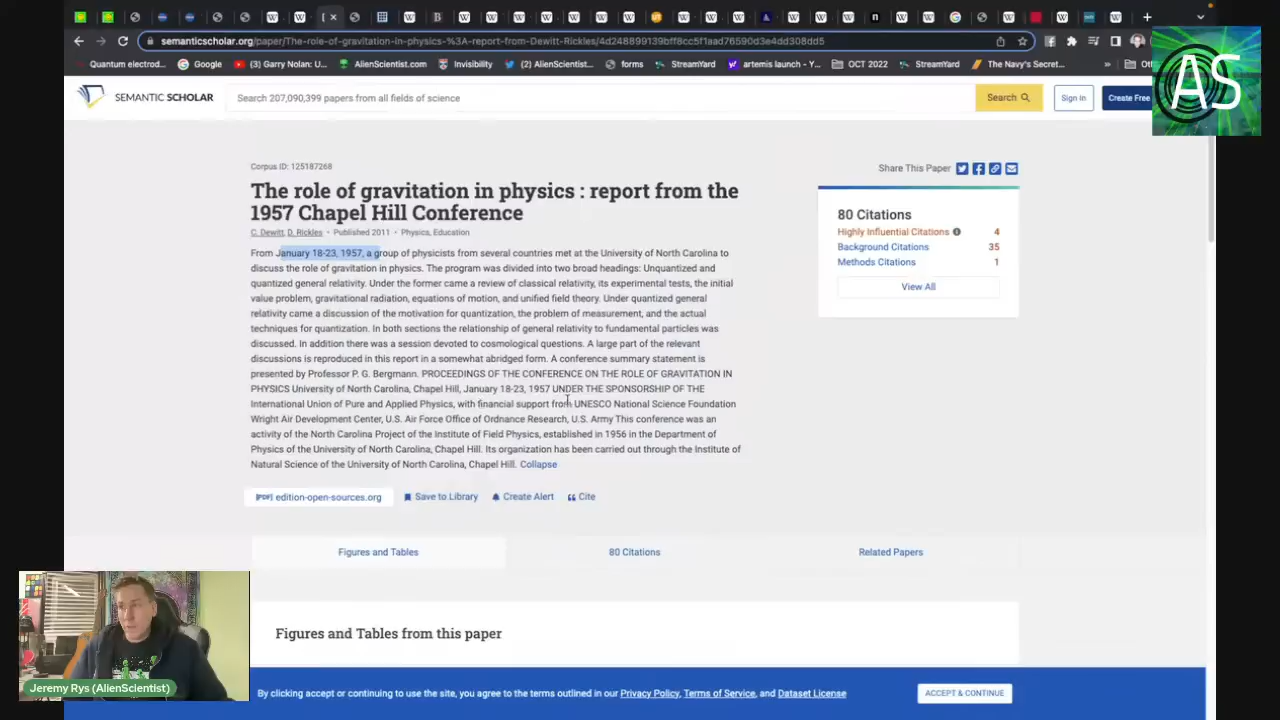 semanticscholar.org/paper/The-role-of-gravitation-in-physics-%3A-report-from-Dewitt-Rickles/4d248899139bff8cc5f1aad76590d3e4dd308dd5
Quantum electrod... Google (3) Garry Nolan: U... AlienScientist.com Invisibility (2) AlienScientist... forms StreamYard artemis launch - Y... OCT 2022 StreamYard The Navy's Secret... » Oth
AS
SEMANTIC SCHOLAR Search 207,090,399 papers from all fields of science Search Sign In Create Free
Corpus ID: 125187268
Share This Paper
The role of gravitation in physics : report from the
1957 Chapel Hill Conference
C. Dewitt, D. Rickles • Published 2011 • Physics, Education
From January 18-23, 1957, a group of physicists from several countries met at the University of North Carolina to
discuss the role of gravitation in physics. The program was divided into two broad headings: Unquantized and
quantized general relativity. Under the former came a review of classical relativity, its experimental tests, the initial
value problem, gravitational radiation, equations of motion, and unified field theory. Under quantized general
relativity came a discussion of the motivation for quantization, the problem of measurement, and the actual
techniques for quantization. In both sections the relationship of general relativity to fundamental particles was
discussed. In addition there was a session devoted to cosmological questions. A large part of the relevant
discussions is reproduced in this report in a somewhat abridged form. A conference summary statement is
presented by Professor P. G. Bergmann. PROCEEDINGS OF THE CONFERENCE ON THE ROLE OF GRAVITATION IN
PHYSICS University of North Carolina, Chapel Hill, January 18-23, 1957 UNDER THE SPONSORSHIP OF THE
International Union of Pure and Applied Physics, with financial support from UNESCO National Science Foundation
Wright Air Development Center, U.S. Air Force Office of Ordnance Research, U.S. Army This conference was an
activity of the North Carolina Project of the Institute of Field Physics, established in 1956 in the Department of
Physics of the University of North Carolina, Chapel Hill. Its organization has been carried out through the Institute of
Natural Science of the University of North Carolina, Chapel Hill. Collapse
80 Citations
Highly Influential Citations 4
Background Citations 35
Methods Citations 1
View All
[PDF] edition-open-sources.org Save to Library Create Alert Cite
Figures and Tables 80 Citations Related Papers
Figures and Tables from this paper
Jeremy Rys (AlienScientist)
By clicking accept or continuing to use the site, you agree to the terms outlined in our Privacy Policy, Terms of Service, and Dataset License ACCEPT & CONTINUE